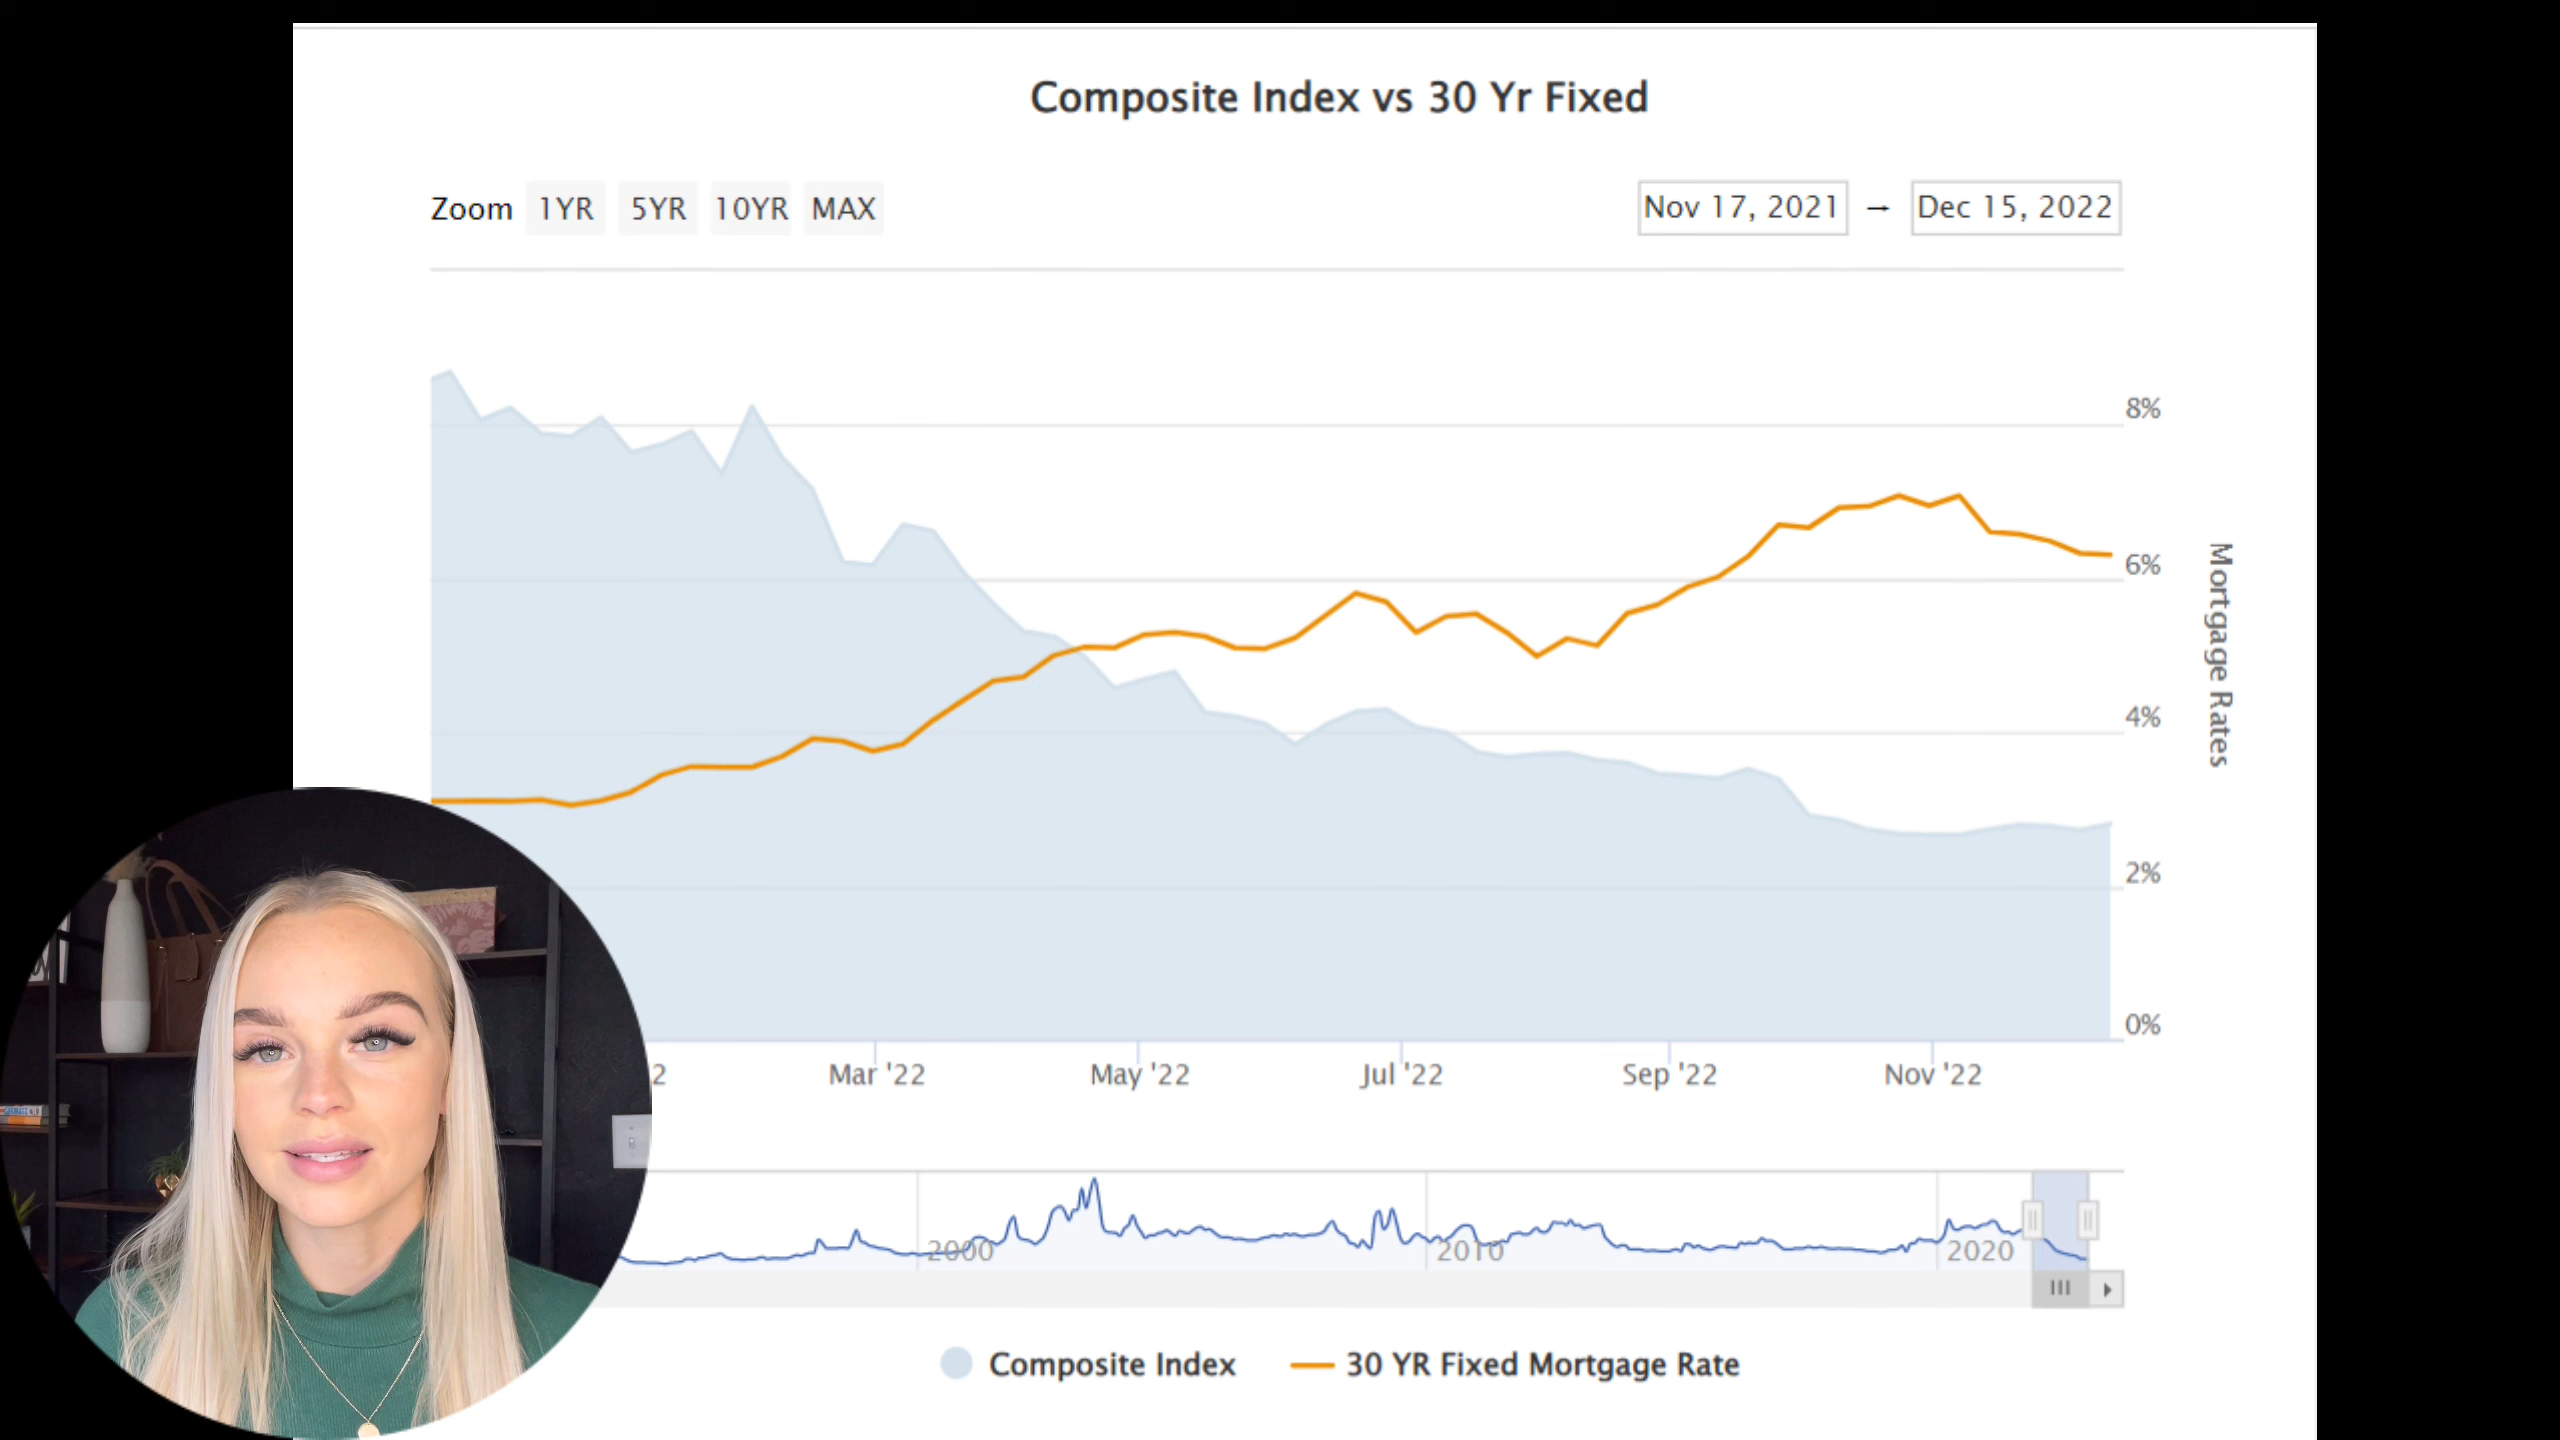 Composite Index vs 30 Yr Fixed
Zoom 1YR 5YR 10YR MAX Nov 17, 2021 → Dec 15, 2022
8%
6%
4%
2%
0%
Mortgage Rates
2 Mar '22 May '22 Jul '22 Sep '22 Nov '22
2000 2010 2020
Composite Index 30 YR Fixed Mortgage Rate